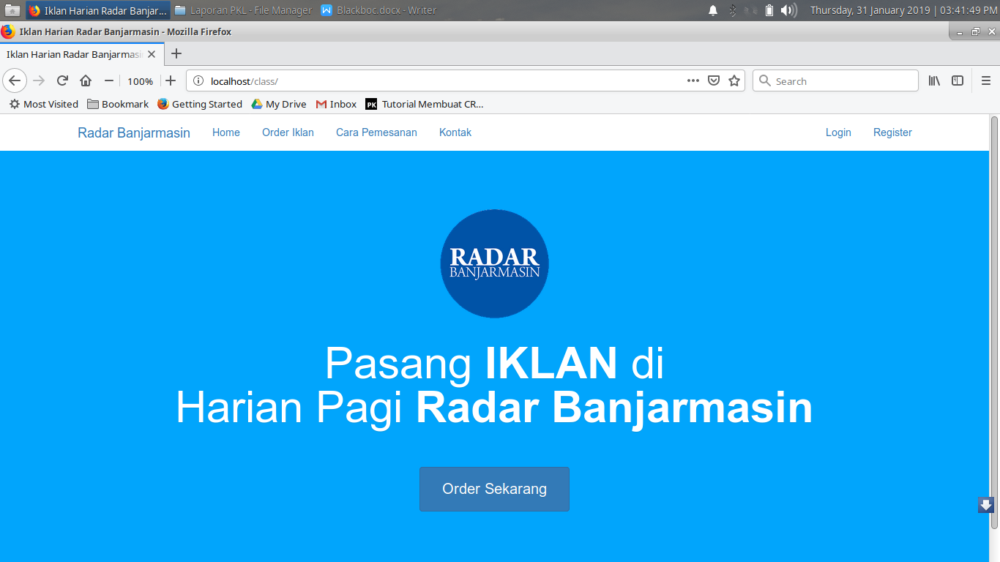 Iklan Harian Radar Banjar...
Laporan PKL - File Manager
Blackboc.docx - Writer
Thursday, 31 January 2019 | 03:41:49 PM
Iklan Harian Radar Banjarmasin - Mozilla Firefox
Iklan Harian Radar Banjarmasi
100%
localhost/class/
Search
Most Visited
Bookmark
Getting Started
My Drive
Inbox
PK
Tutorial Membuat CR...
Radar Banjarmasin
Home
Order Iklan
Cara Pemesanan
Kontak
Login
Register
RADAR
BANJARMASIN
Pasang IKLAN di
Harian Pagi Radar Banjarmasin
Order Sekarang